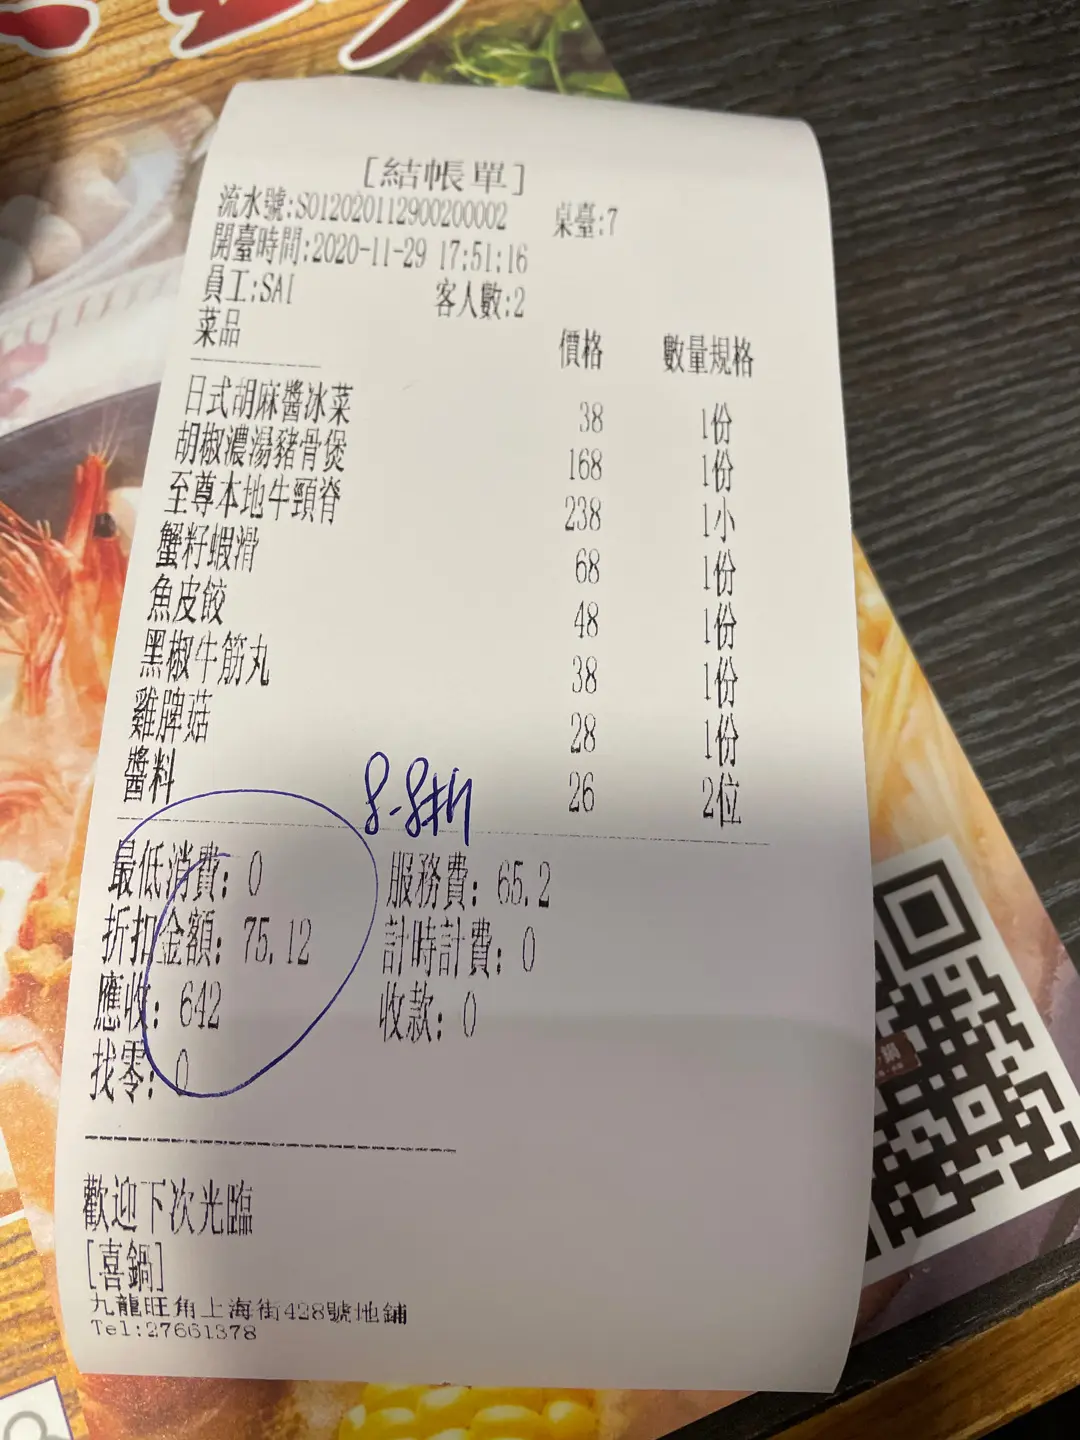 [結帳單]
流水號:S012020112900200002 桌臺:7
開臺時間:2020-11-29 17:51:16
員工:SAI 客人數:2
菜品 價格 數量規格
日式胡麻醬冰菜 38 1份
胡椒濃湯豬骨煲 168 1份
至尊本地牛頸脊 238 1小
蟹籽蝦滑 68 1份
魚皮餃 48 1份
黑椒牛筋丸 38 1份
雞脾菇 28 1份
醬料 26 2位
8-8折
最低消費: 0 服務費: 65.2
折扣金額: 75.12 計時計費: 0
應收: 642 收款: 0
找零: 0
歡迎下次光臨
[喜鍋]
九龍旺角上海街428號地鋪
Tel:27661378
鍋